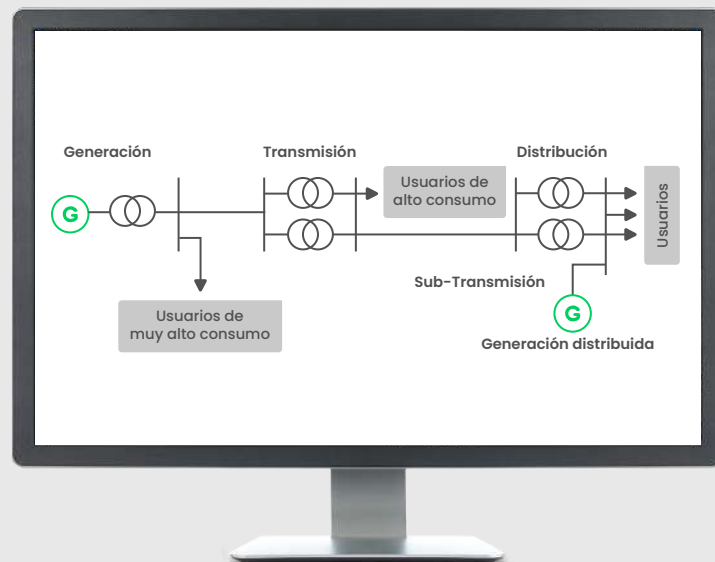 Generación
Transmisión
Distribución
G
Usuarios de
alto consumo
Usuarios
Sub-Transmisión
Usuarios de
muy alto consumo
G
Generación distribuida